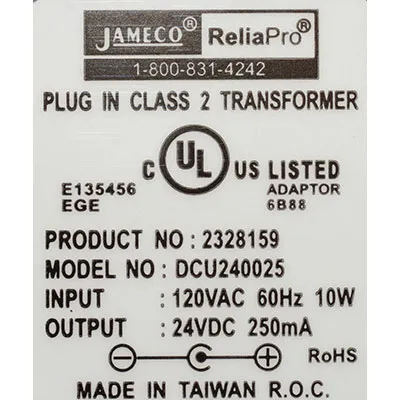 JAMECO® ReliaPro®
1-800-831-4242
PLUG IN CLASS 2 TRANSFORMER
C UL® US LISTED
E135456 ADAPTOR
EGE 6B88
PRODUCT NO : 2328159
MODEL NO : DCU240025
INPUT : 120VAC 60Hz 10W
OUTPUT : 24VDC 250mA
RoHS
MADE IN TAIWAN R.O.C.